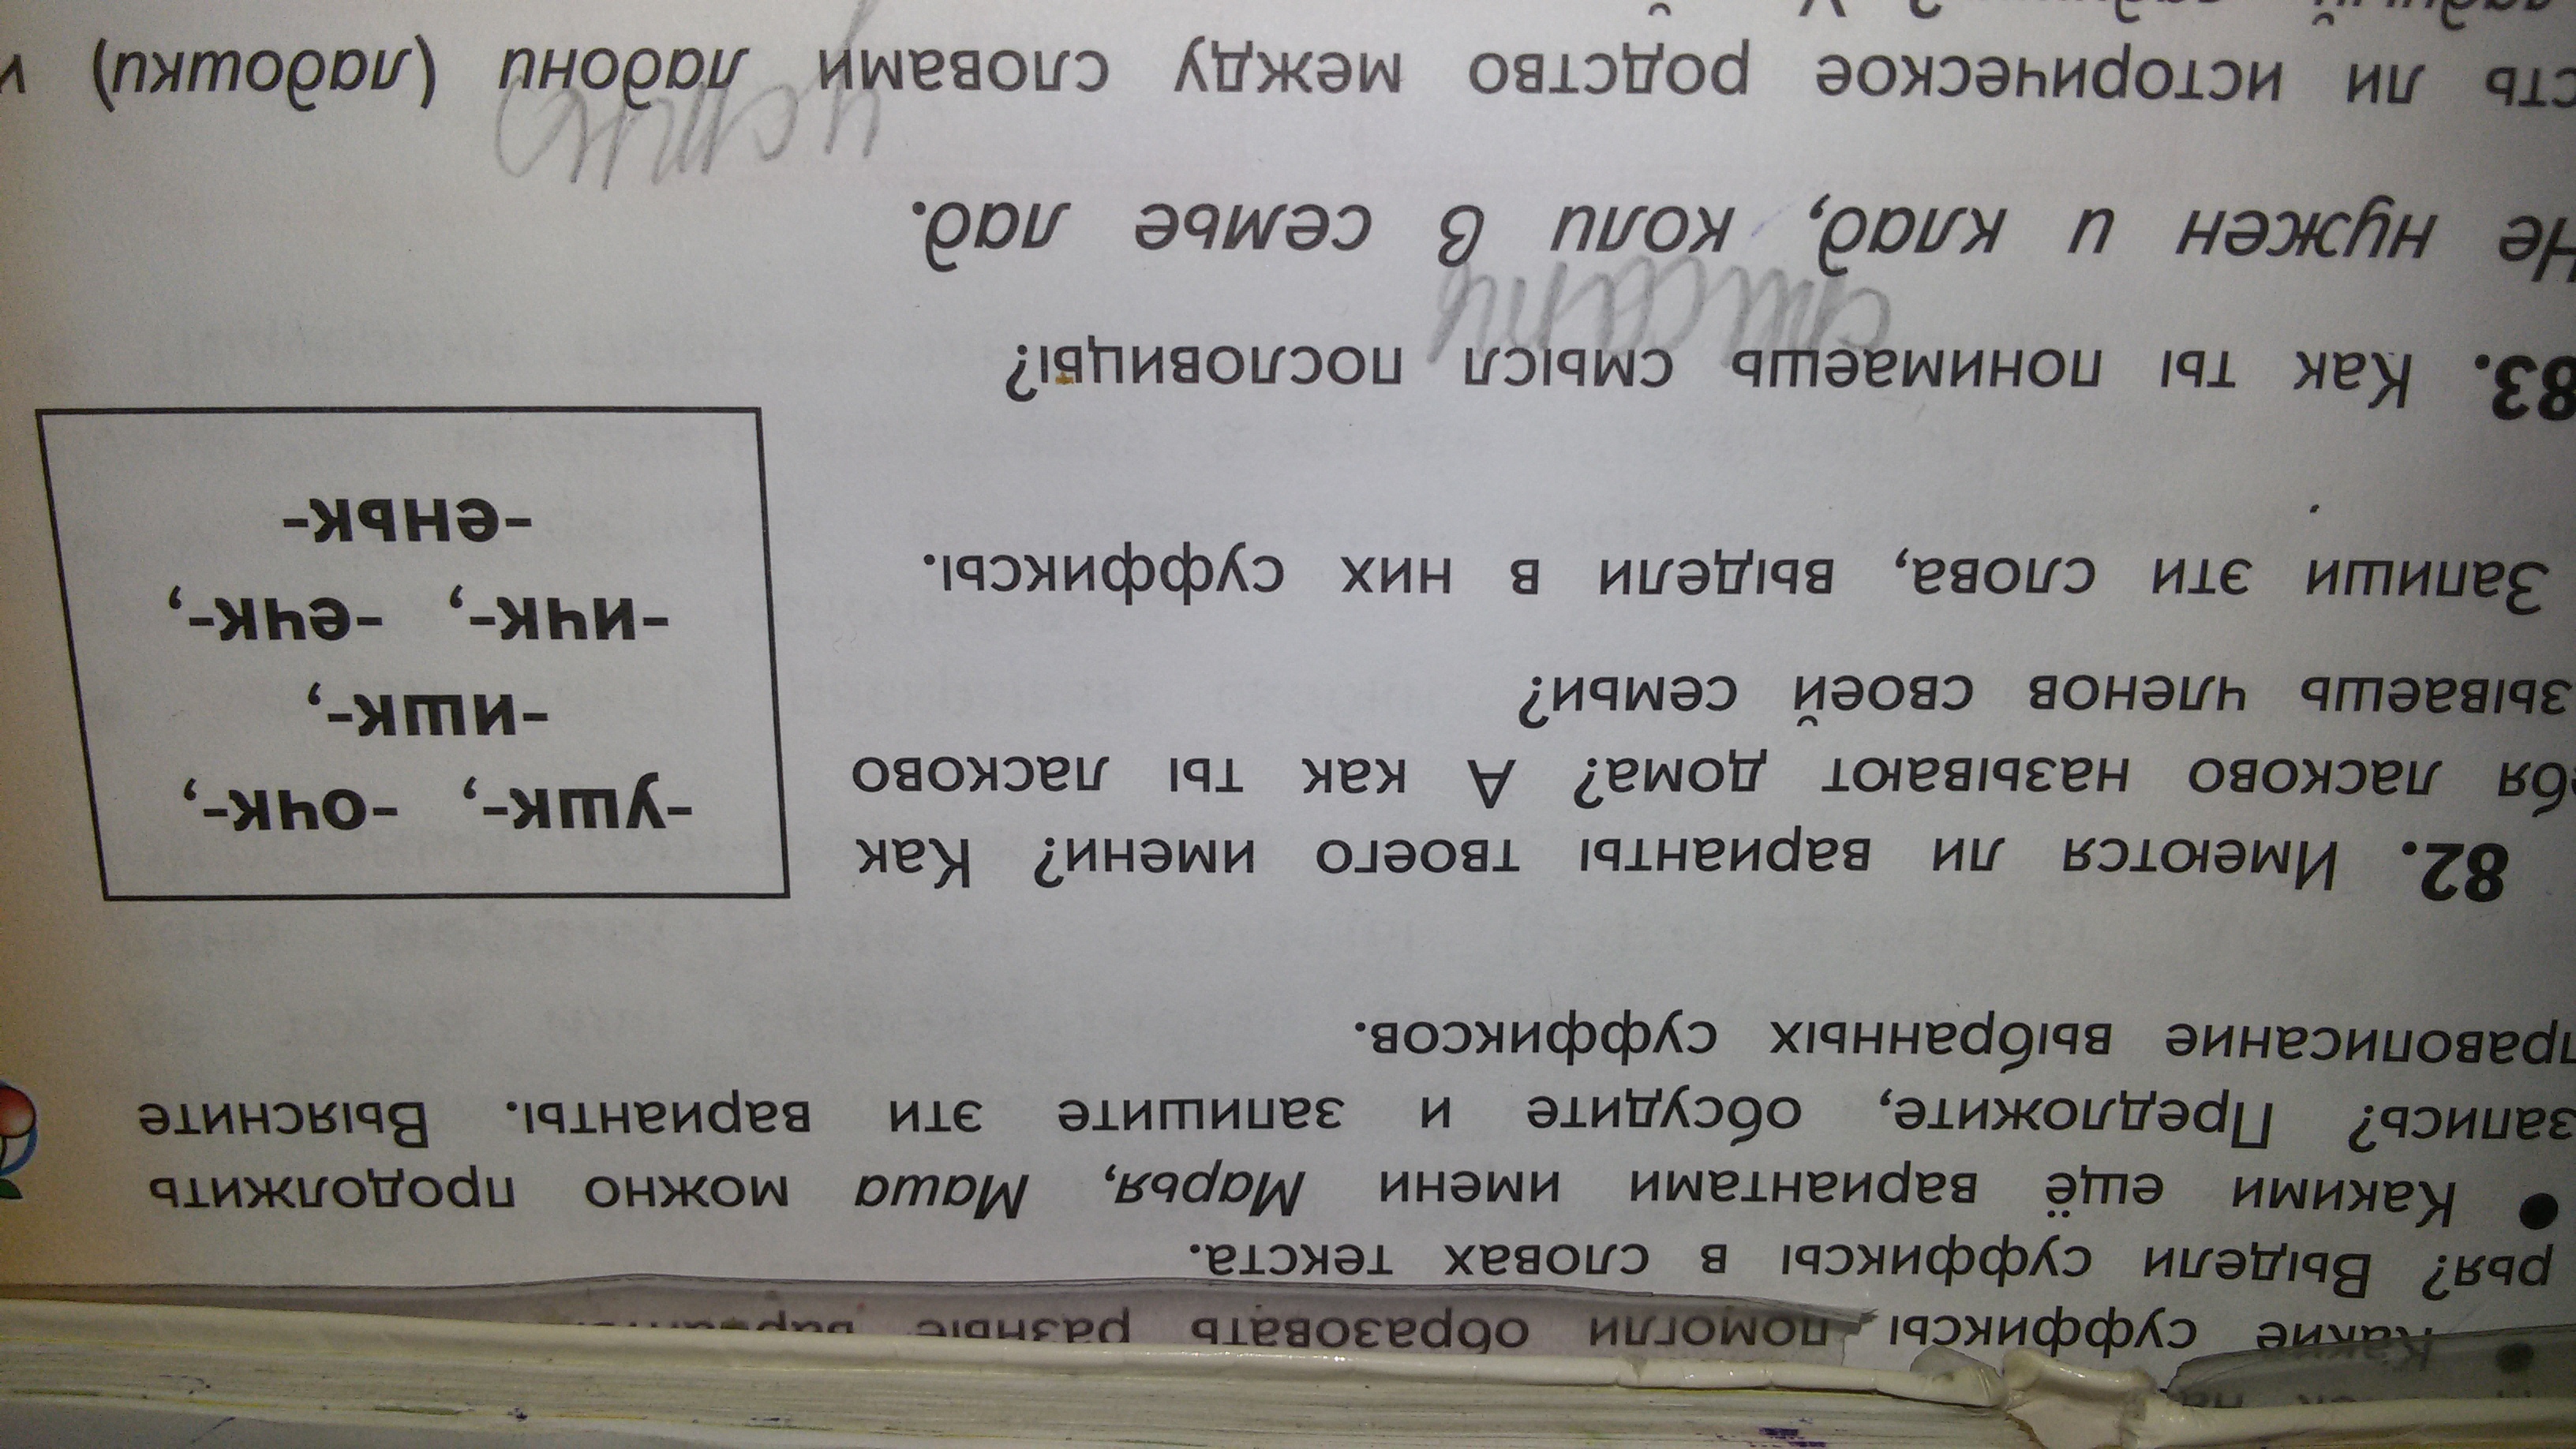 Какие суффиксы помогли образовать разные
рья? Выдели суффиксы в словах текста.
• Какими ещё вариантами имени Марья, Маша можно продолжить
запись? Предложите, обсудите и запишите эти варианты. Выясните
правописание выбранных суффиксов.
82. Имеются ли варианты твоего имени? Как
ебя ласково называют дома? А как ты ласково
зываешь членов своей семьи?
Запиши эти слова, выдели в них суффиксы.
-ушк-, -очк-,
-ишк-,
-ичк-, -ечк-,
-еньк-
83. Как ты понимаешь смысл пословицы?
списать
Не нужен и клад, коли в семье лад.
устно
сть ли историческое родство между словами ладони (ладошки) и